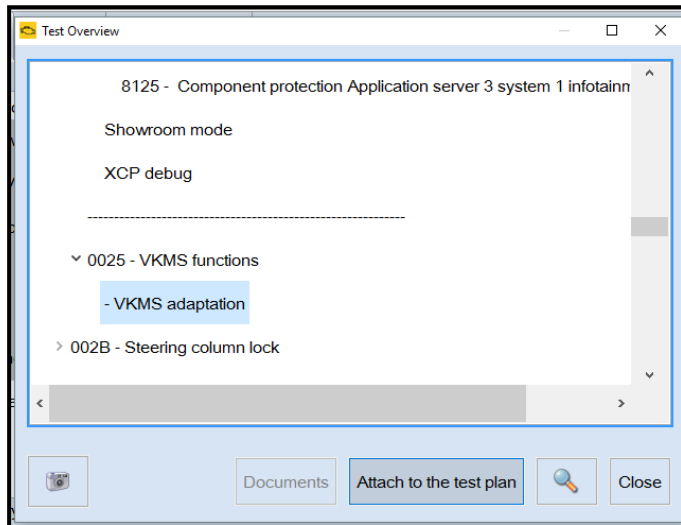 Test Overview
8125 - Component protection Application server 3 system 1 infotainm
Showroom mode
XCP debug
------------------------------------------------------------
0025 - VKMS functions
- VKMS adaptation
002B - Steering column lock
Documents
Attach to the test plan
Close